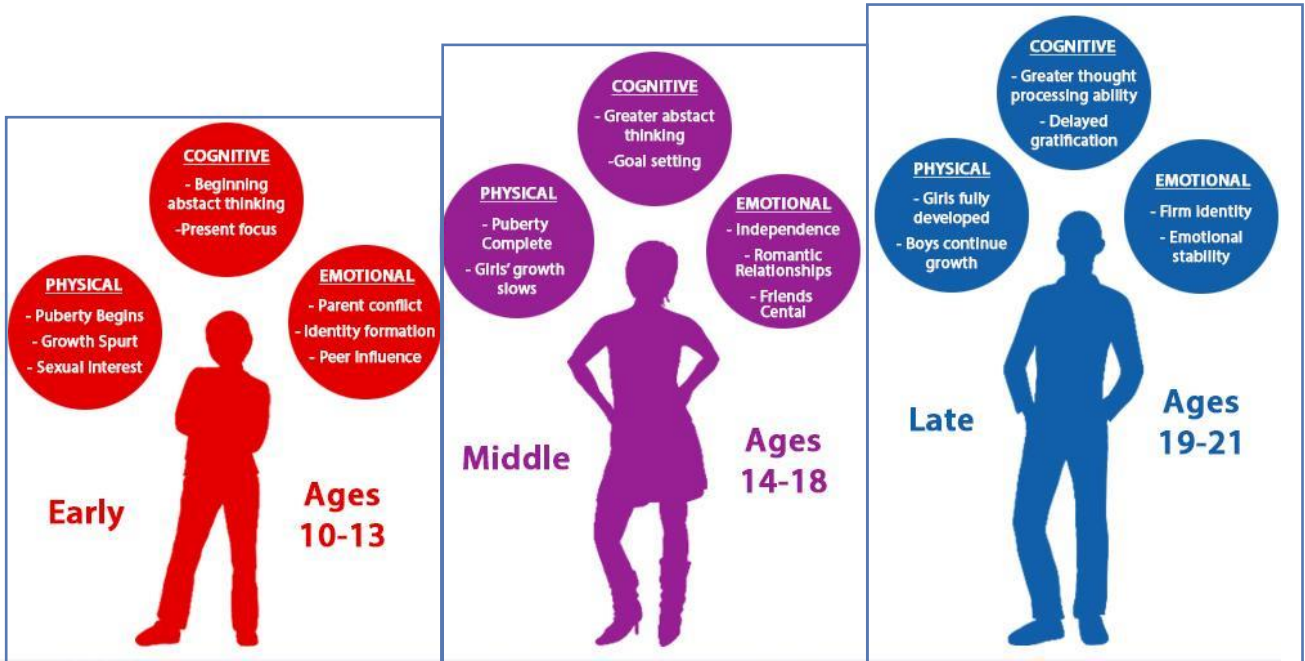 COGNITIVE
- Beginning
abstact thinking
-Present focus
PHYSICAL
- Puberty Begins
- Growth Spurt
- Sexual Interest
EMOTIONAL
- Parent conflict
- Identity formation
- Peer Influence
Early
Ages
10-13
COGNITIVE
- Greater abstact
thinking
-Goal setting
PHYSICAL
- Puberty
Complete
- Girls' growth
slows
EMOTIONAL
- Independence
- Romantic
Relationships
- Friends
Cental
Middle
Ages
14-18
COGNITIVE
- Greater thought
processing ability
- Delayed
gratification
PHYSICAL
- Girls fully
developed
- Boys continue
growth
EMOTIONAL
- Firm identity
- Emotional
stability
Late
Ages
19-21